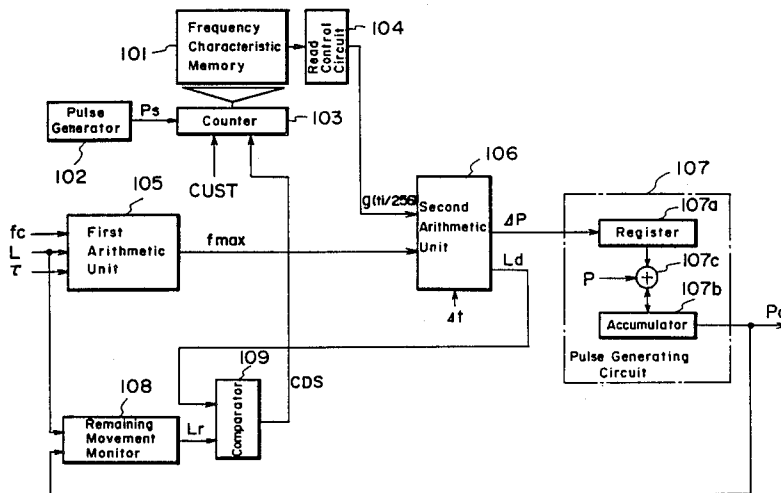 Frequency
Characteristic
Memory
101
Read
Control
Circuit
104
Pulse
Generator
102
Ps
Counter
103
CUST
105
fc
L
τ
First
Arithmetic
Unit
fmax
106
g(ti/256)
Second
Arithmetic
Unit
ΔP
Ld
Δt
107
107a
Register
P
+
107c
107b
Accumulator
Pulse Generating
Circuit
108
Remaining
Movement
Monitor
Lr
109
Comparator
CDS